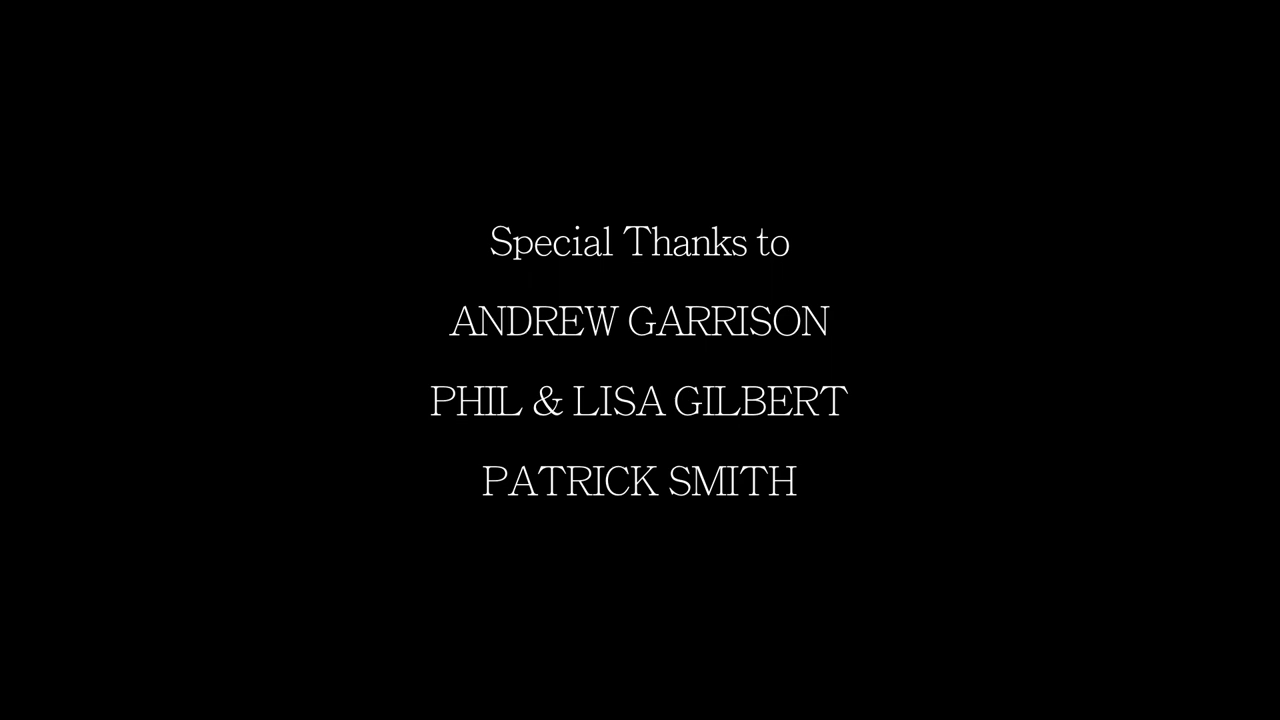 Special Thanks to
ANDREW GARRISON
PHIL & LISA GILBERT
PATRICK SMITH